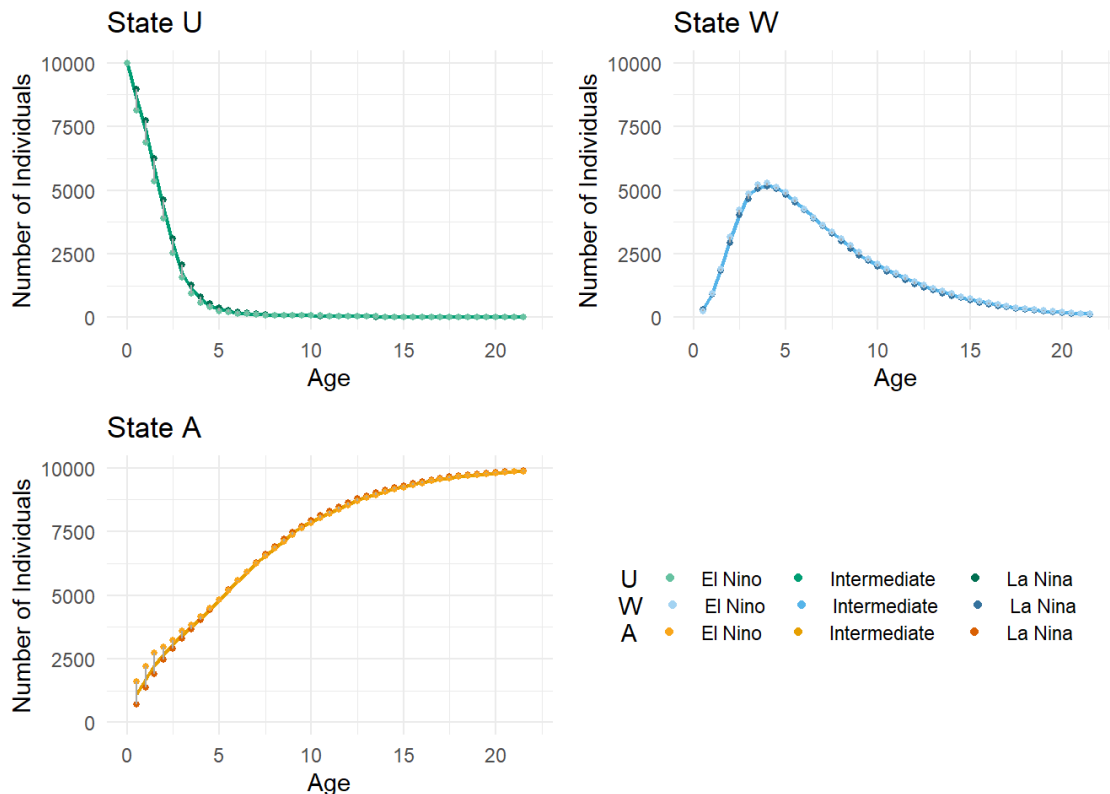 State U
Number of Individuals
10000
7500
5000
2500
0
0 5 10 15 20
Age
State W
Number of Individuals
10000
7500
5000
2500
0
0 5 10 15 20
Age
State A
Number of Individuals
10000
7500
5000
2500
0
0 5 10 15 20
Age
U El Nino Intermediate La Nina
W El Nino Intermediate La Nina
A El Nino Intermediate La Nina